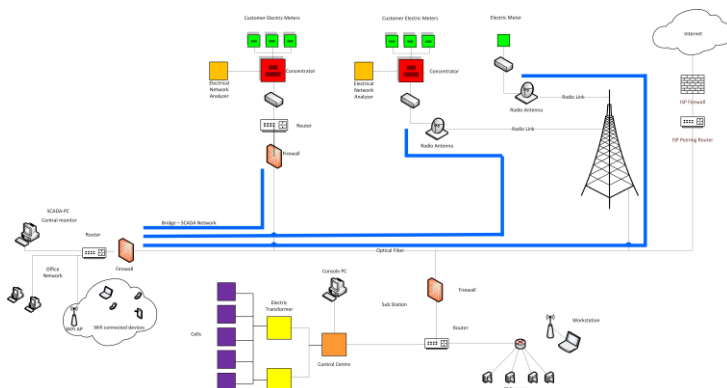 Customer Electric Meters
Customer Electric Meters
Electric Meter
Internet
Concentrator
Concentrator
Electrical
Network
Analyzer
Electrical
Network
Analyzer
ISP Firewall
Radio Link
Radio Antenna
Router
ISP Peering Router
Radio Link
Radio Antenna
Firewall
SCADA-PC
Central monitor
Bridge – SCADA Network
Router
Optical Fiber
Office
Network
Firewall
Console PC
Electric
Transformer
Sub Station
Firewall
Workstation
Router
WIFI AP
Wifi connected devices
Cells
Control Centre